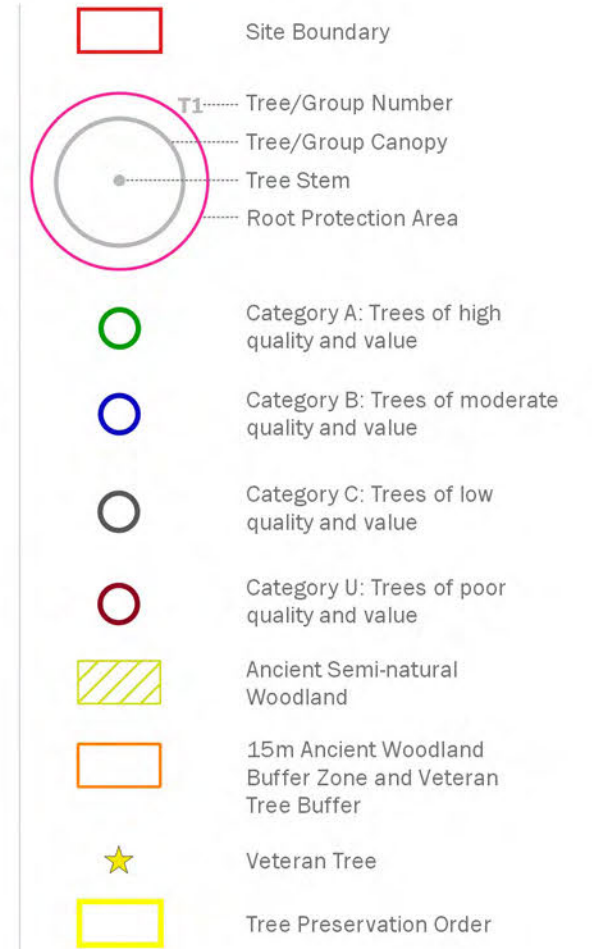 Site Boundary
T1
Tree/Group Number
Tree/Group Canopy
Tree Stem
Root Protection Area
Category A: Trees of high
quality and value
Category B: Trees of moderate
quality and value
Category C: Trees of low
quality and value
Category U: Trees of poor
quality and value
Ancient Semi-natural
Woodland
15m Ancient Woodland
Buffer Zone and Veteran
Tree Buffer
Veteran Tree
Tree Preservation Order